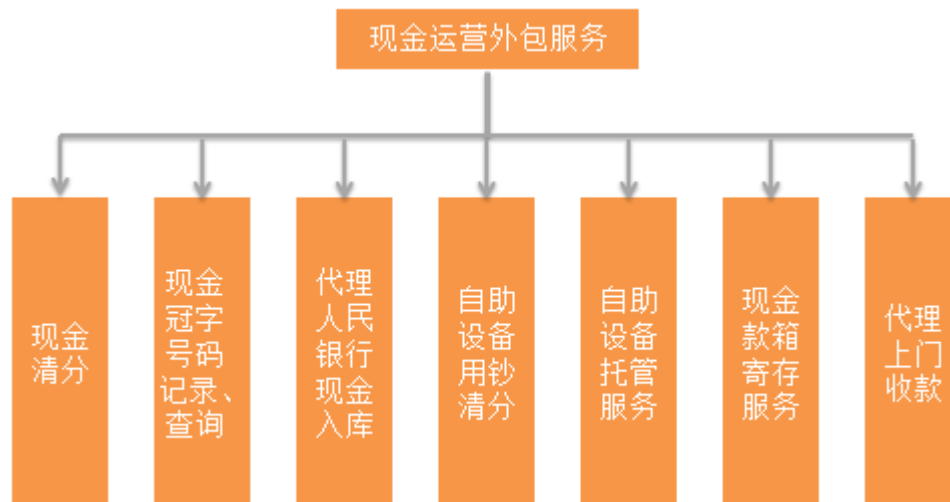 现金运营外包服务
现金
清分
现金
冠字
号码
记录、
查询
代理
人民
银行
现金
入库
自助
设备
用钞
清分
自助
设备
托管
服务
现金
款箱
寄存
服务
代理
上门
收款